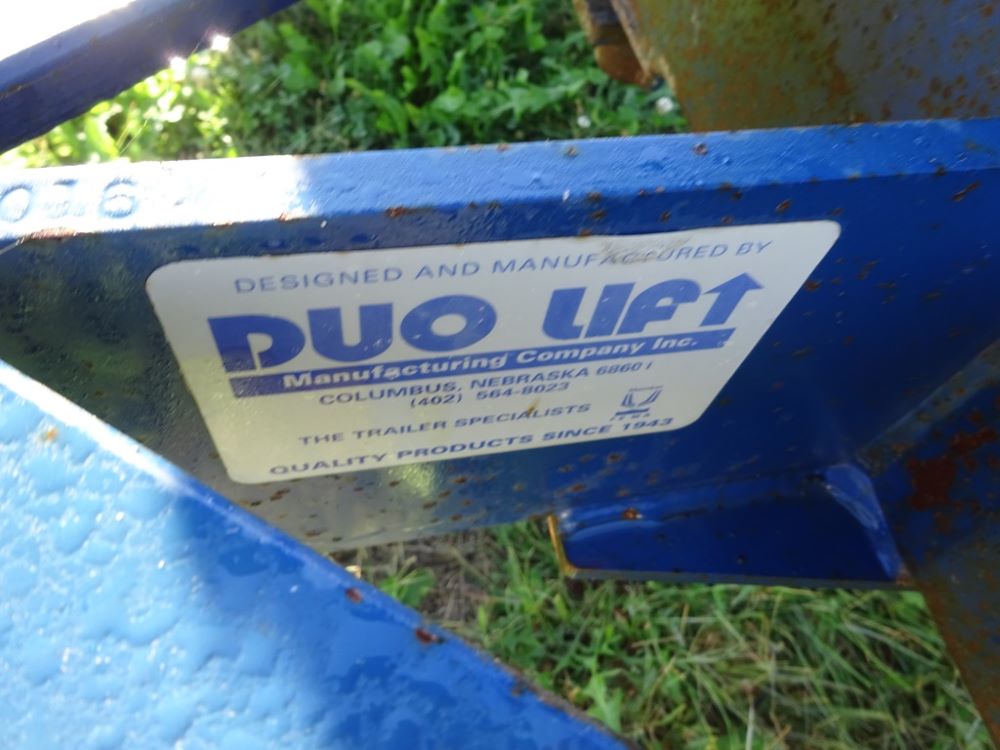 076
DESIGNED AND MANUFACTURED BY
DUO LIFT
Manufacturing Company Inc.
COLUMBUS, NEBRASKA 68601
(402) 564-8023
THE TRAILER SPECIALISTS
QUALITY PRODUCTS SINCE 1943